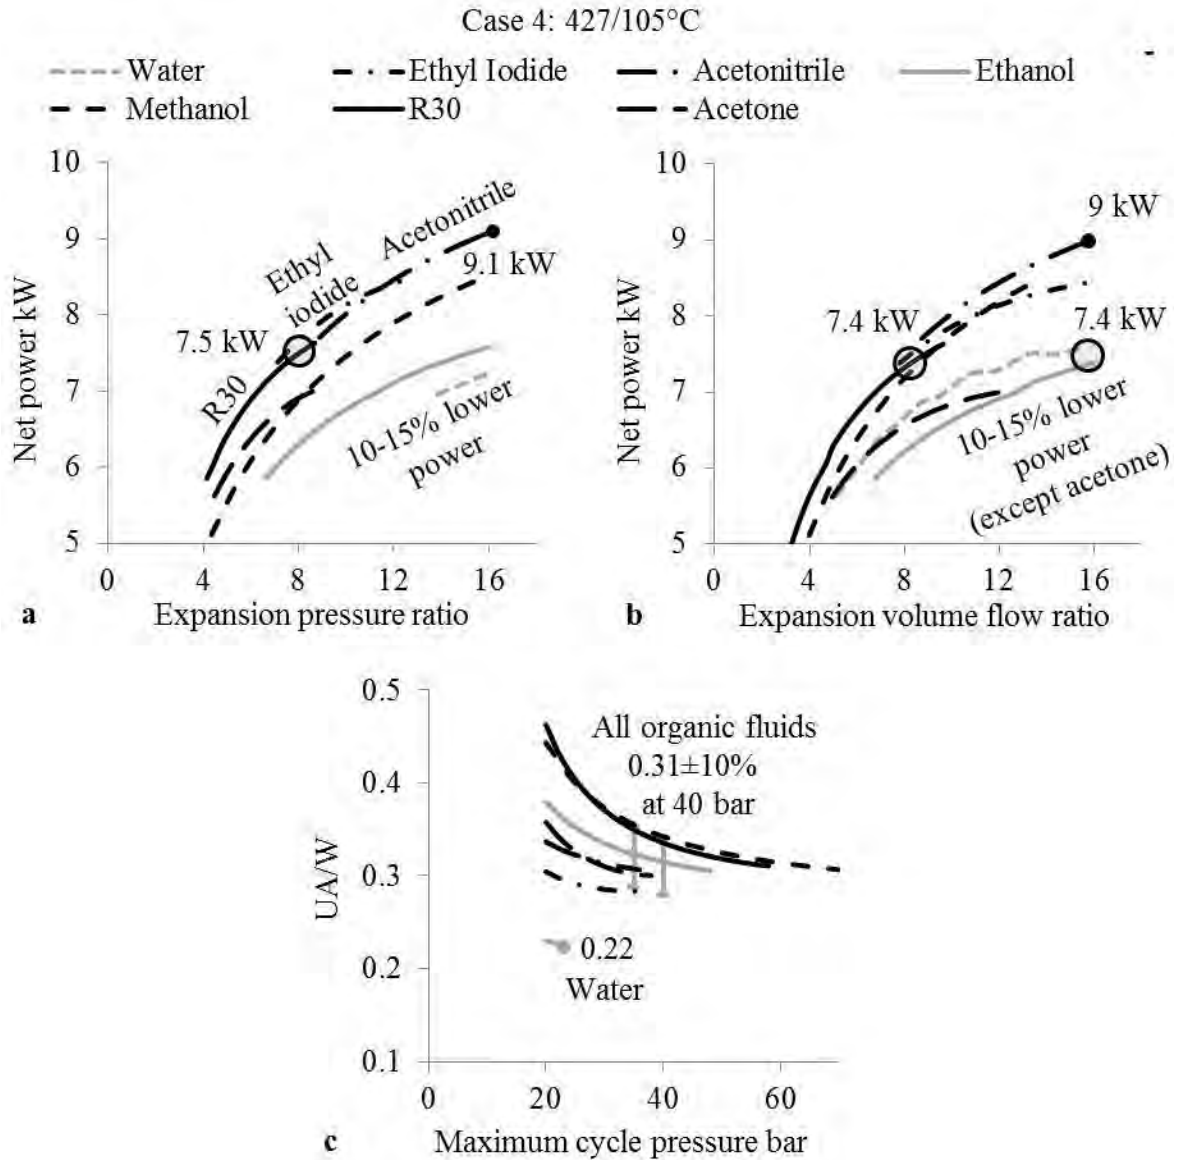 Case 4: 427/105°C
Water Ethyl Iodide Acetonitrile Ethanol
Methanol R30 Acetone
10
9
8
7
6
5
0 4 8 12 16
Net power kW
Expansion pressure ratio
a
Ethyl
iodide
Acetonitrile
9.1 kW
7.5 kW
R30
10-15% lower
power
10
9
8
7
6
5
0 4 8 12 16
Net power kW
Expansion volume flow ratio
b
9 kW
7.4 kW
7.4 kW
10-15% lower
power
(except acetone)
0.5
0.4
0.3
0.2
0.1
0 20 40 60
UA/W
Maximum cycle pressure bar
c
All organic fluids
0.31±10%
at 40 bar
0.22
Water